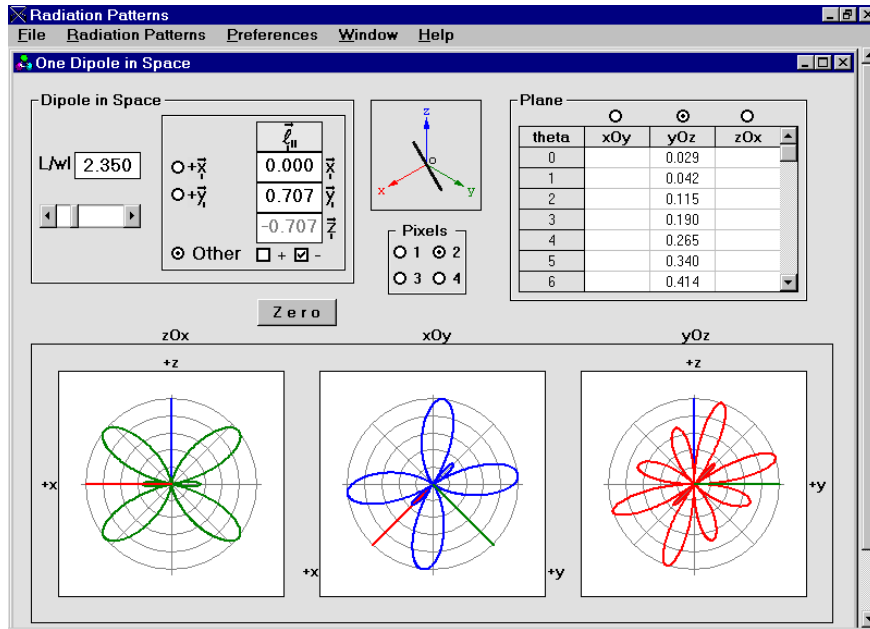 Radiation Patterns
File Radiation Patterns Preferences Window Help
One Dipole in Space
Dipole in Space
L/wl 2.350
ℓ
+x 0.000 x
+y 0.707 y
-0.707 z
Other + -
z
o
x y
Pixels
1 2
3 4
Plane
theta xOy yOz zOx
0 0.029
1 0.042
2 0.115
3 0.190
4 0.265
5 0.340
6 0.414
Zero
zOx xOy yOz
+z +z
+x +y
+x +y